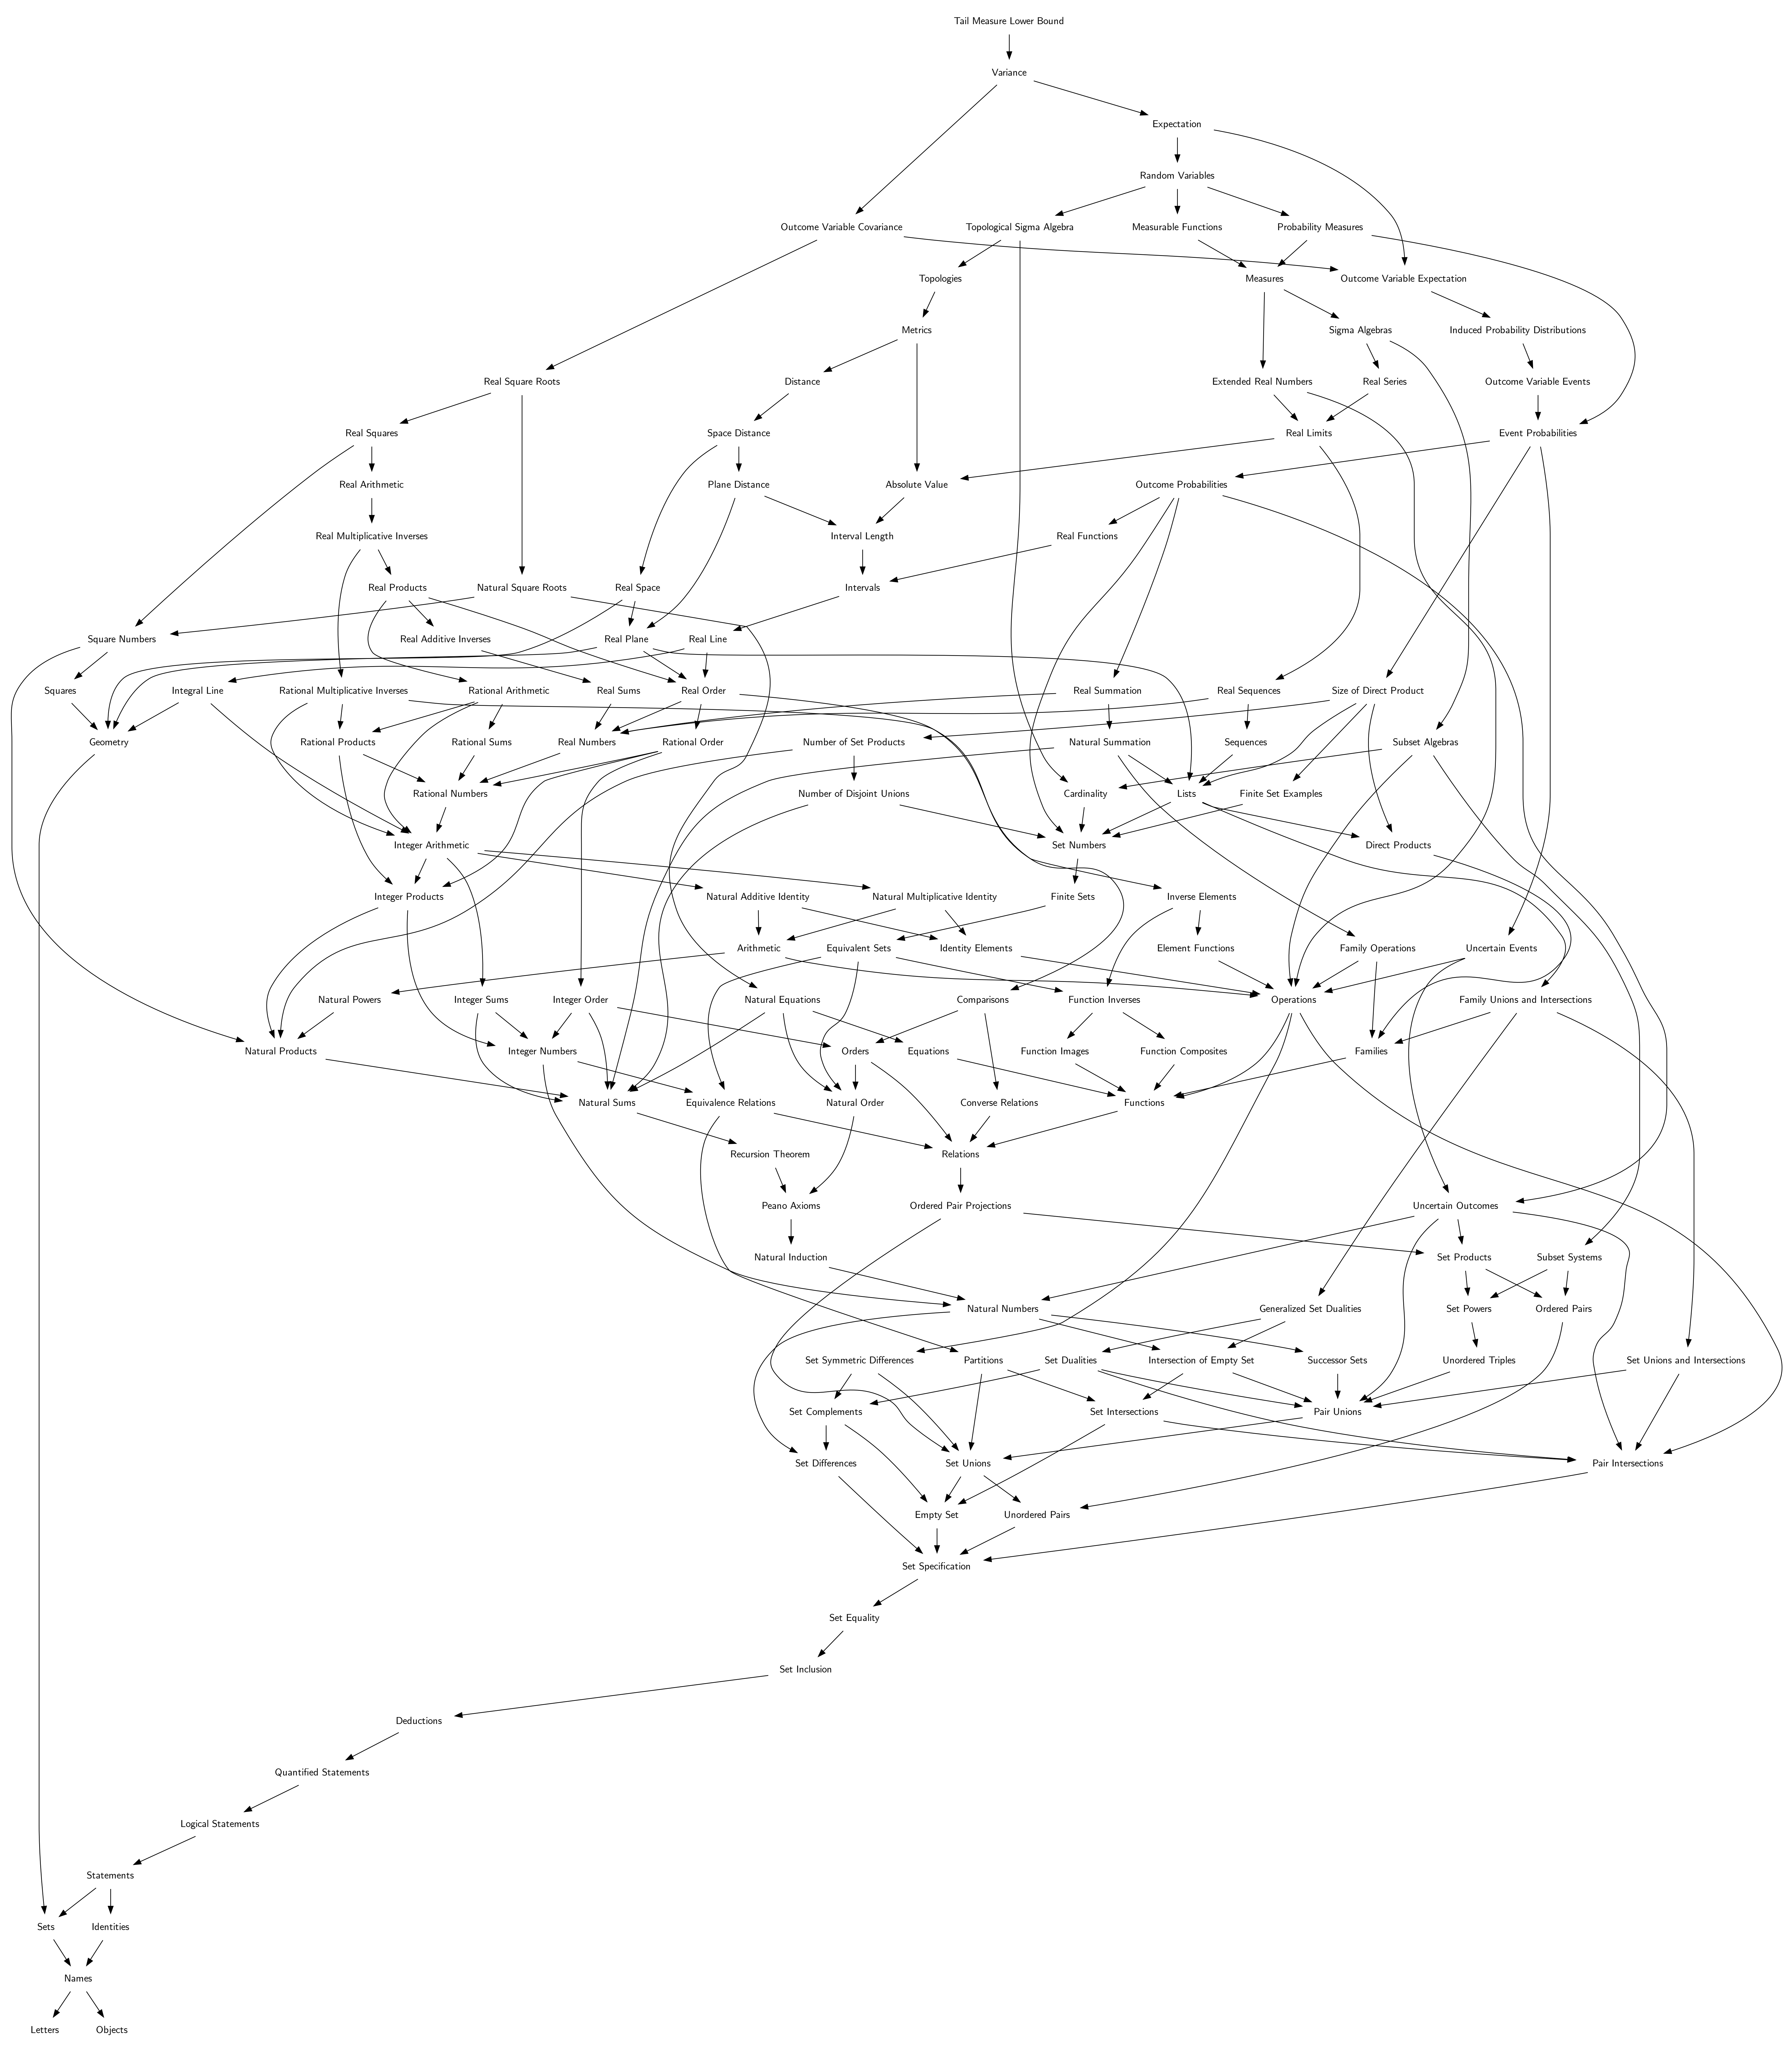 Tail Measure Lower Bound
Variance
Expectation
Random Variables
Outcome Variable Covariance
Topological Sigma Algebra
Measurable Functions
Probability Measures
Topologies
Measures
Outcome Variable Expectation
Metrics
Sigma Algebras
Induced Probability Distributions
Real Square Roots
Distance
Extended Real Numbers
Real Series
Outcome Variable Events
Real Squares
Space Distance
Real Limits
Event Probabilities
Real Arithmetic
Plane Distance
Absolute Value
Outcome Probabilities
Real Multiplicative Inverses
Interval Length
Real Functions
Real Products
Natural Square Roots
Real Space
Intervals
Square Numbers
Real Additive Inverses
Real Plane
Real Line
Squares
Integral Line
Rational Multiplicative Inverses
Rational Arithmetic
Real Sums
Real Order
Real Summation
Real Sequences
Size of Direct Product
Geometry
Rational Products
Rational Sums
Real Numbers
Rational Order
Number of Set Products
Natural Summation
Sequences
Subset Algebras
Rational Numbers
Number of Disjoint Unions
Cardinality
Lists
Finite Set Examples
Integer Arithmetic
Set Numbers
Direct Products
Integer Products
Natural Additive Identity
Natural Multiplicative Identity
Finite Sets
Inverse Elements
Arithmetic
Equivalent Sets
Identity Elements
Element Functions
Family Operations
Uncertain Events
Natural Powers
Integer Sums
Integer Order
Natural Equations
Comparisons
Function Inverses
Operations
Family Unions and Intersections
Natural Products
Integer Numbers
Orders
Equations
Function Images
Function Composites
Families
Natural Sums
Equivalence Relations
Natural Order
Converse Relations
Functions
Recursion Theorem
Relations
Peano Axioms
Ordered Pair Projections
Uncertain Outcomes
Natural Induction
Set Products
Subset Systems
Natural Numbers
Generalized Set Dualities
Set Powers
Ordered Pairs
Set Symmetric Differences
Partitions
Set Dualities
Intersection of Empty Set
Successor Sets
Unordered Triples
Set Unions and Intersections
Set Complements
Set Intersections
Pair Unions
Set Differences
Set Unions
Pair Intersections
Empty Set
Unordered Pairs
Set Specification
Set Equality
Set Inclusion
Deductions
Quantified Statements
Logical Statements
Statements
Sets
Identities
Names
Letters
Objects